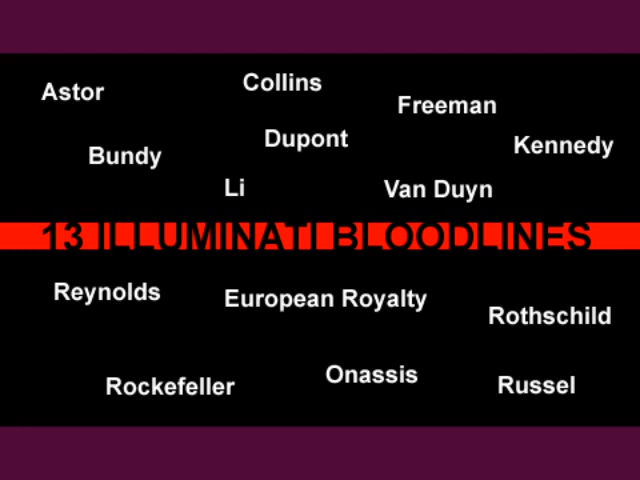 Astor
Collins
Freeman
Bundy
Dupont
Kennedy
Li
Van Duyn
13 ILLUMINATI BLOODLINES
Reynolds
European Royalty
Rothschild
Rockefeller
Onassis
Russel